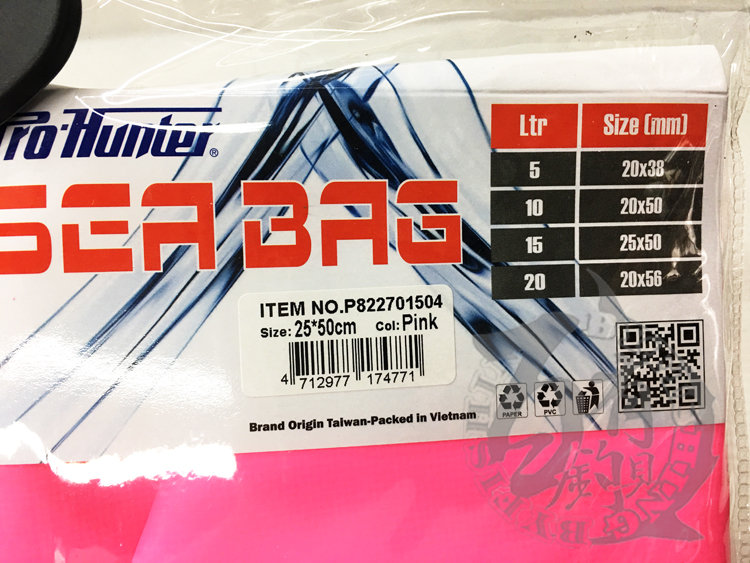 Pro-Hunter®
SEA BAG
Ltr Size (mm)
5 20x38
10 20x50
15 25x50
20 20x56
ITEM NO.P822701504
Size: 25*50cm Col: Pink
4 712977 174771
PAPER PVC
Brand Origin Taiwan-Packed in Vietnam